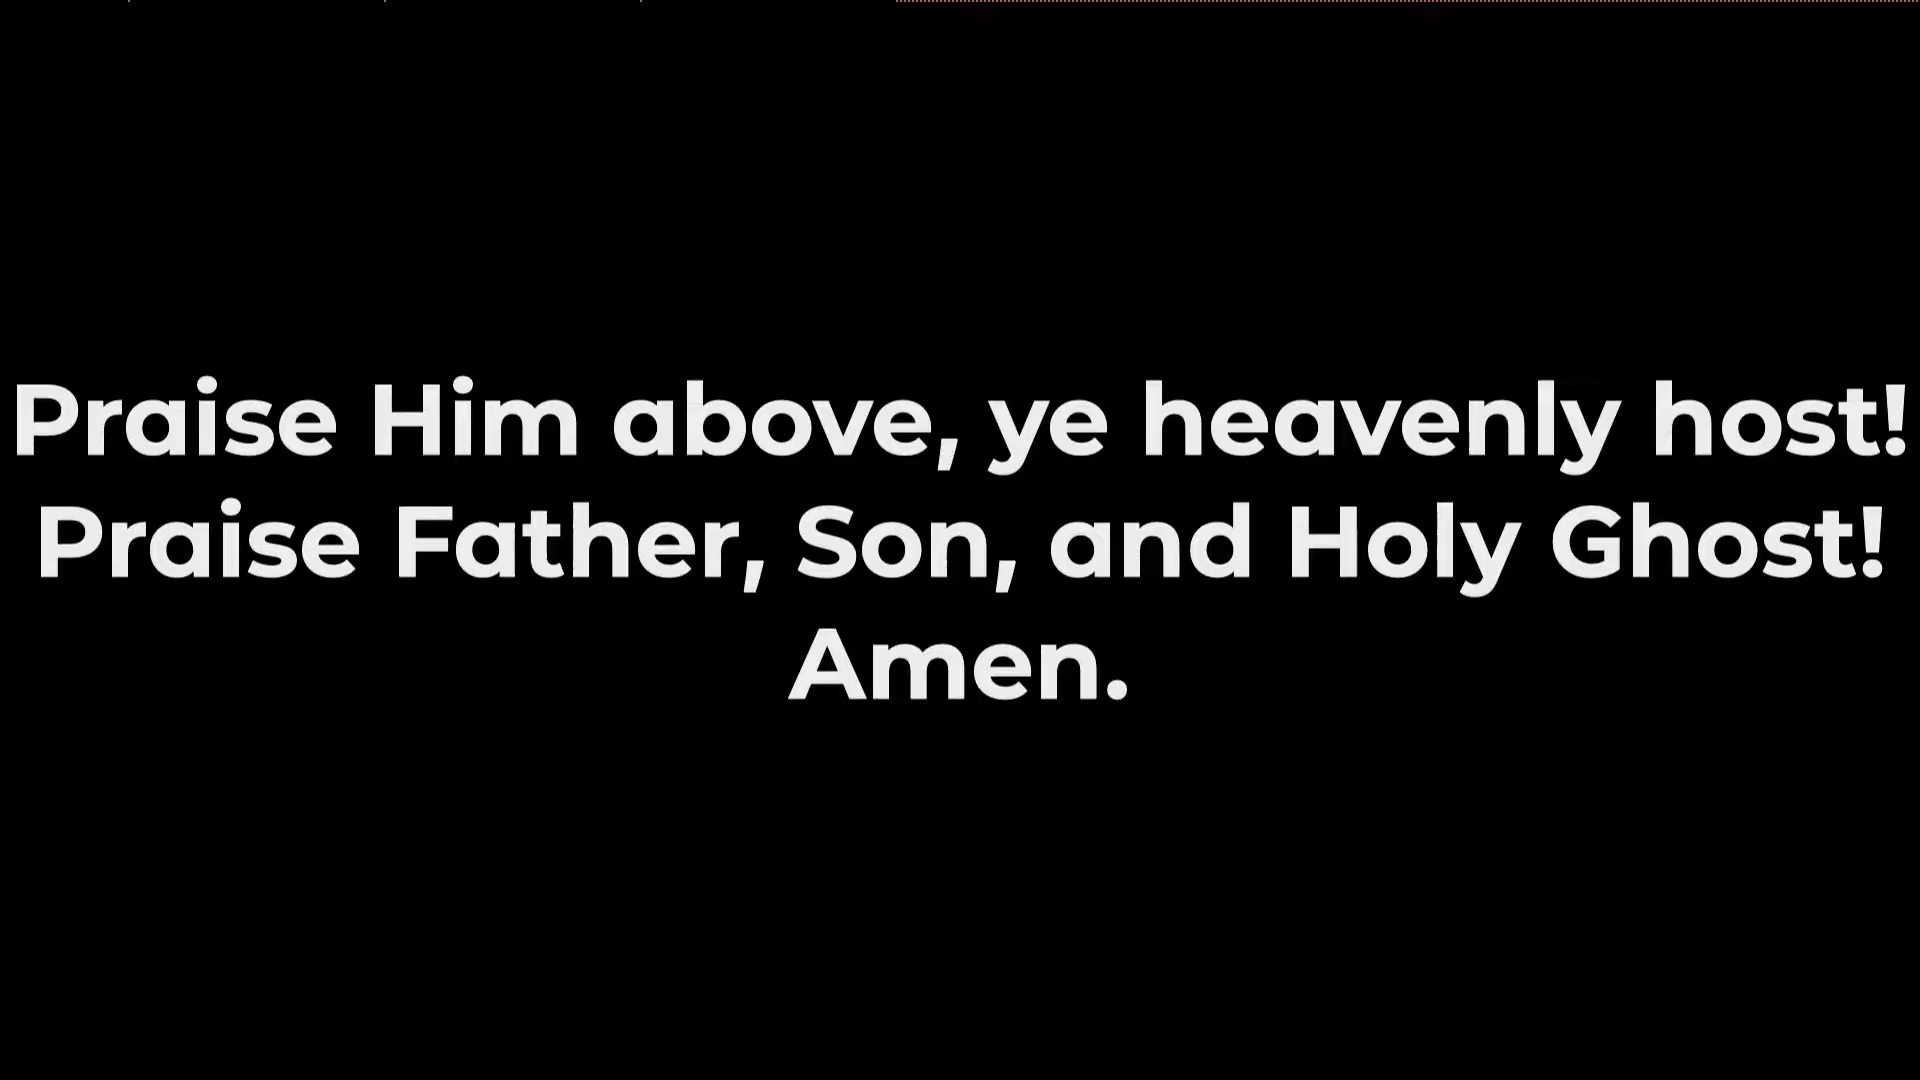 Praise Him above, ye heavenly host!
Praise Father, Son, and Holy Ghost!
Amen.